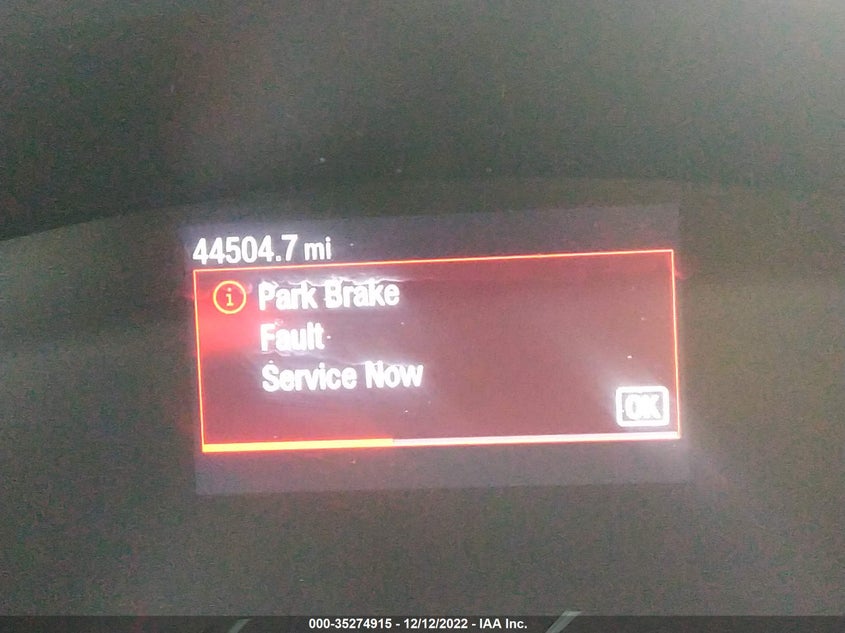 44504.7 mi
i Park Brake
Fault
Service Now
OK
000-35274915 - 12/12/2022 - IAA Inc.